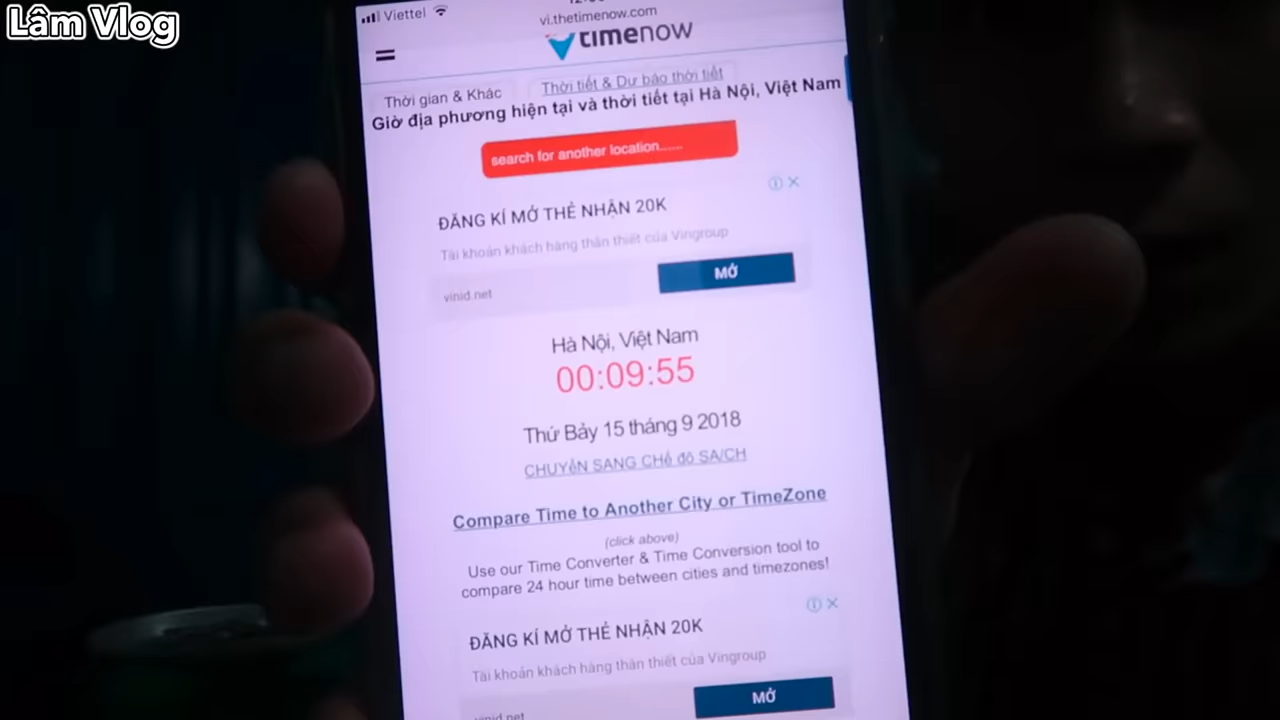 Lâm Vlog
Viettel
vi.thetimenow.com
timenow
Thời gian & Khác
Thời tiết & Dự báo thời tiết
Giờ địa phương hiện tại và thời tiết tại Hà Nội, Việt Nam
search for another location......
ĐĂNG KÍ MỞ THẺ NHẬN 20K
Tài khoản khách hàng thân thiết của Vingroup
MỞ
vinid.net
Hà Nội, Việt Nam
00:09:55
Thứ Bảy 15 tháng 9 2018
CHUYểN SANG CHế độ SA/CH
Compare Time to Another City or TimeZone
(click above)
Use our Time Converter & Time Conversion tool to
compare 24 hour time between cities and timezones!
ĐĂNG KÍ MỞ THẺ NHẬN 20K
Tài khoản khách hàng thân thiết của Vingroup
MỞ
vinid.net